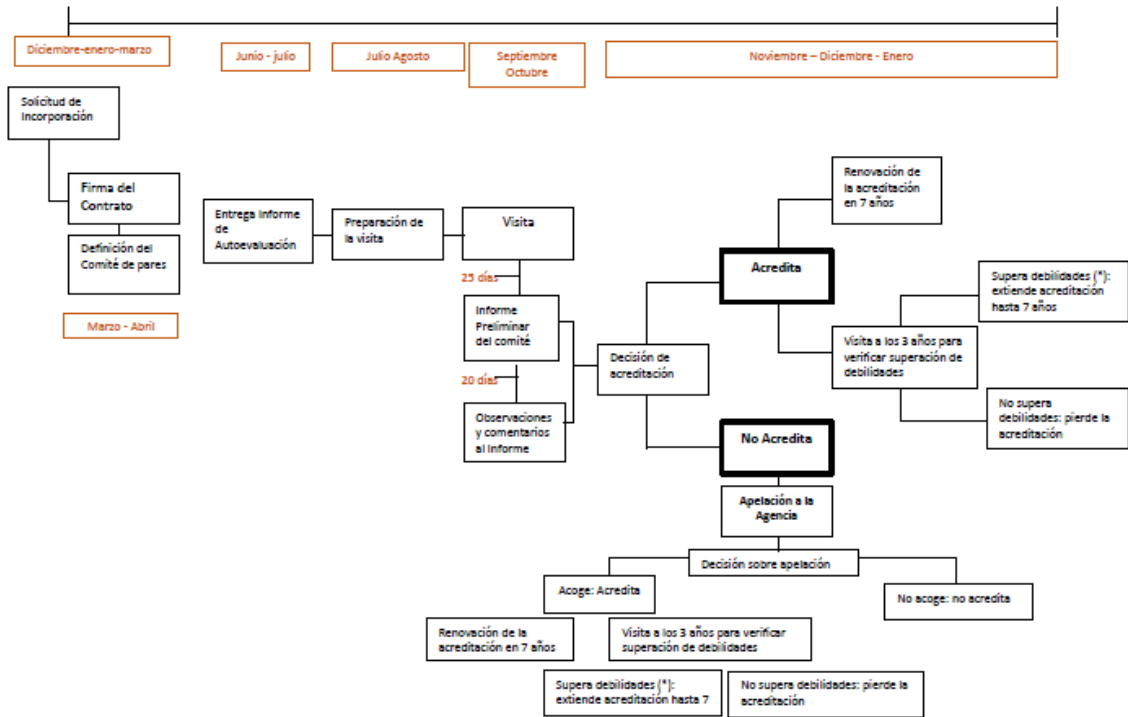 Diciembre-enero-marzo
Junio - julio
Julio Agosto
Septiembre
Octubre
Noviembre – Diciembre - Enero
Solicitud de
Incorporación
Firma del
Contrato
Definición del
Comité de pares
Marzo - Abril
Entrega Informe
de
Autoevaluación
Preparación de
la visita
Visita
25 días
Informe
Preliminar
del comité
20 días
Observaciones
y comentarios
al Informe
Decisión de
acreditación
Acredita
Renovación de
la acreditación
en 7 años
Visita a los 3 años para
verificar superación de
debilidades
Supera debilidades (*):
extiende acreditación
hasta 7 años
No supera
debilidades: pierde la
acreditación
No Acredita
Apelación a la
Agencia
Decisión sobre apelación
Acoge: Acredita
No acoge: no acredita
Renovación de la
acreditación en 7 años
Visita a los 3 años para verificar
superación de debilidades
Supera debilidades (*):
extiende acreditación hasta 7
No supera debilidades: pierde la
acreditación